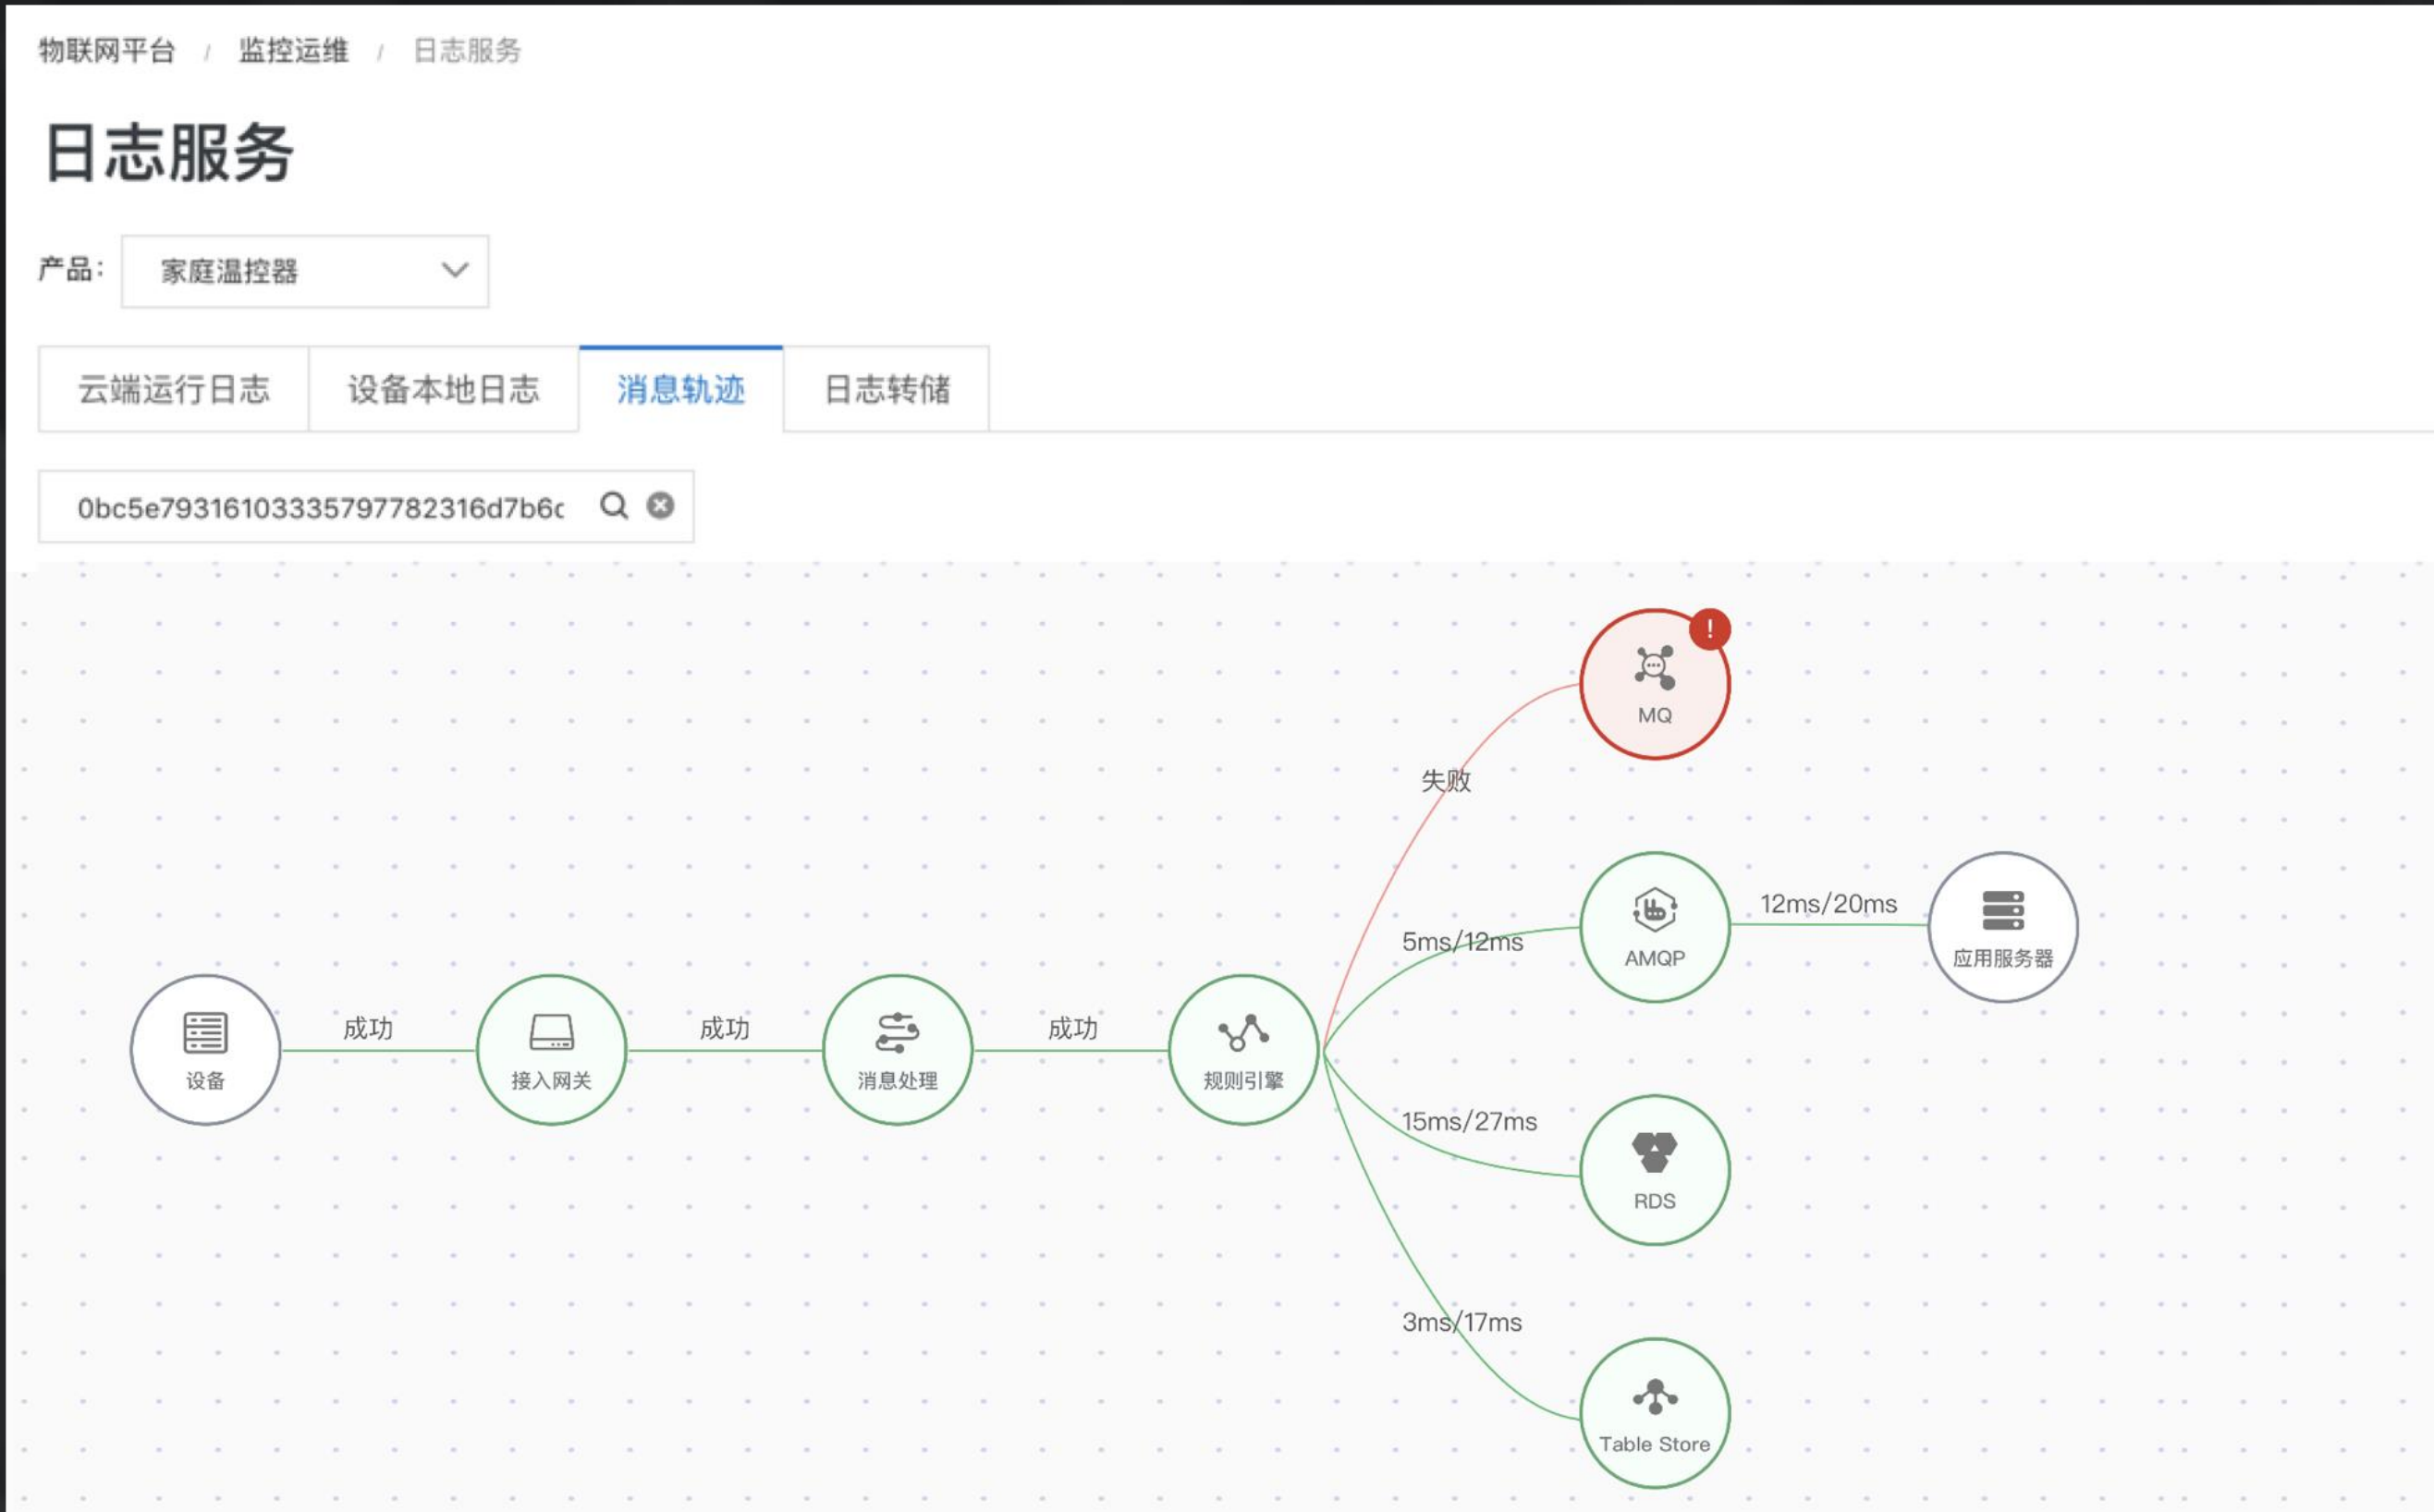 物联网平台 / 监控运维 / 日志服务
日志服务
产品： 家庭温控器
云端运行日志 设备本地日志 消息轨迹 日志转储
0bc5e79316103335797782316d7b6c
!
MQ
失败
12ms/20ms
5ms/12ms
AMQP
应用服务器
成功 成功 成功
设备 接入网关 消息处理 规则引擎
15ms/27ms
RDS
3ms/17ms
Table Store